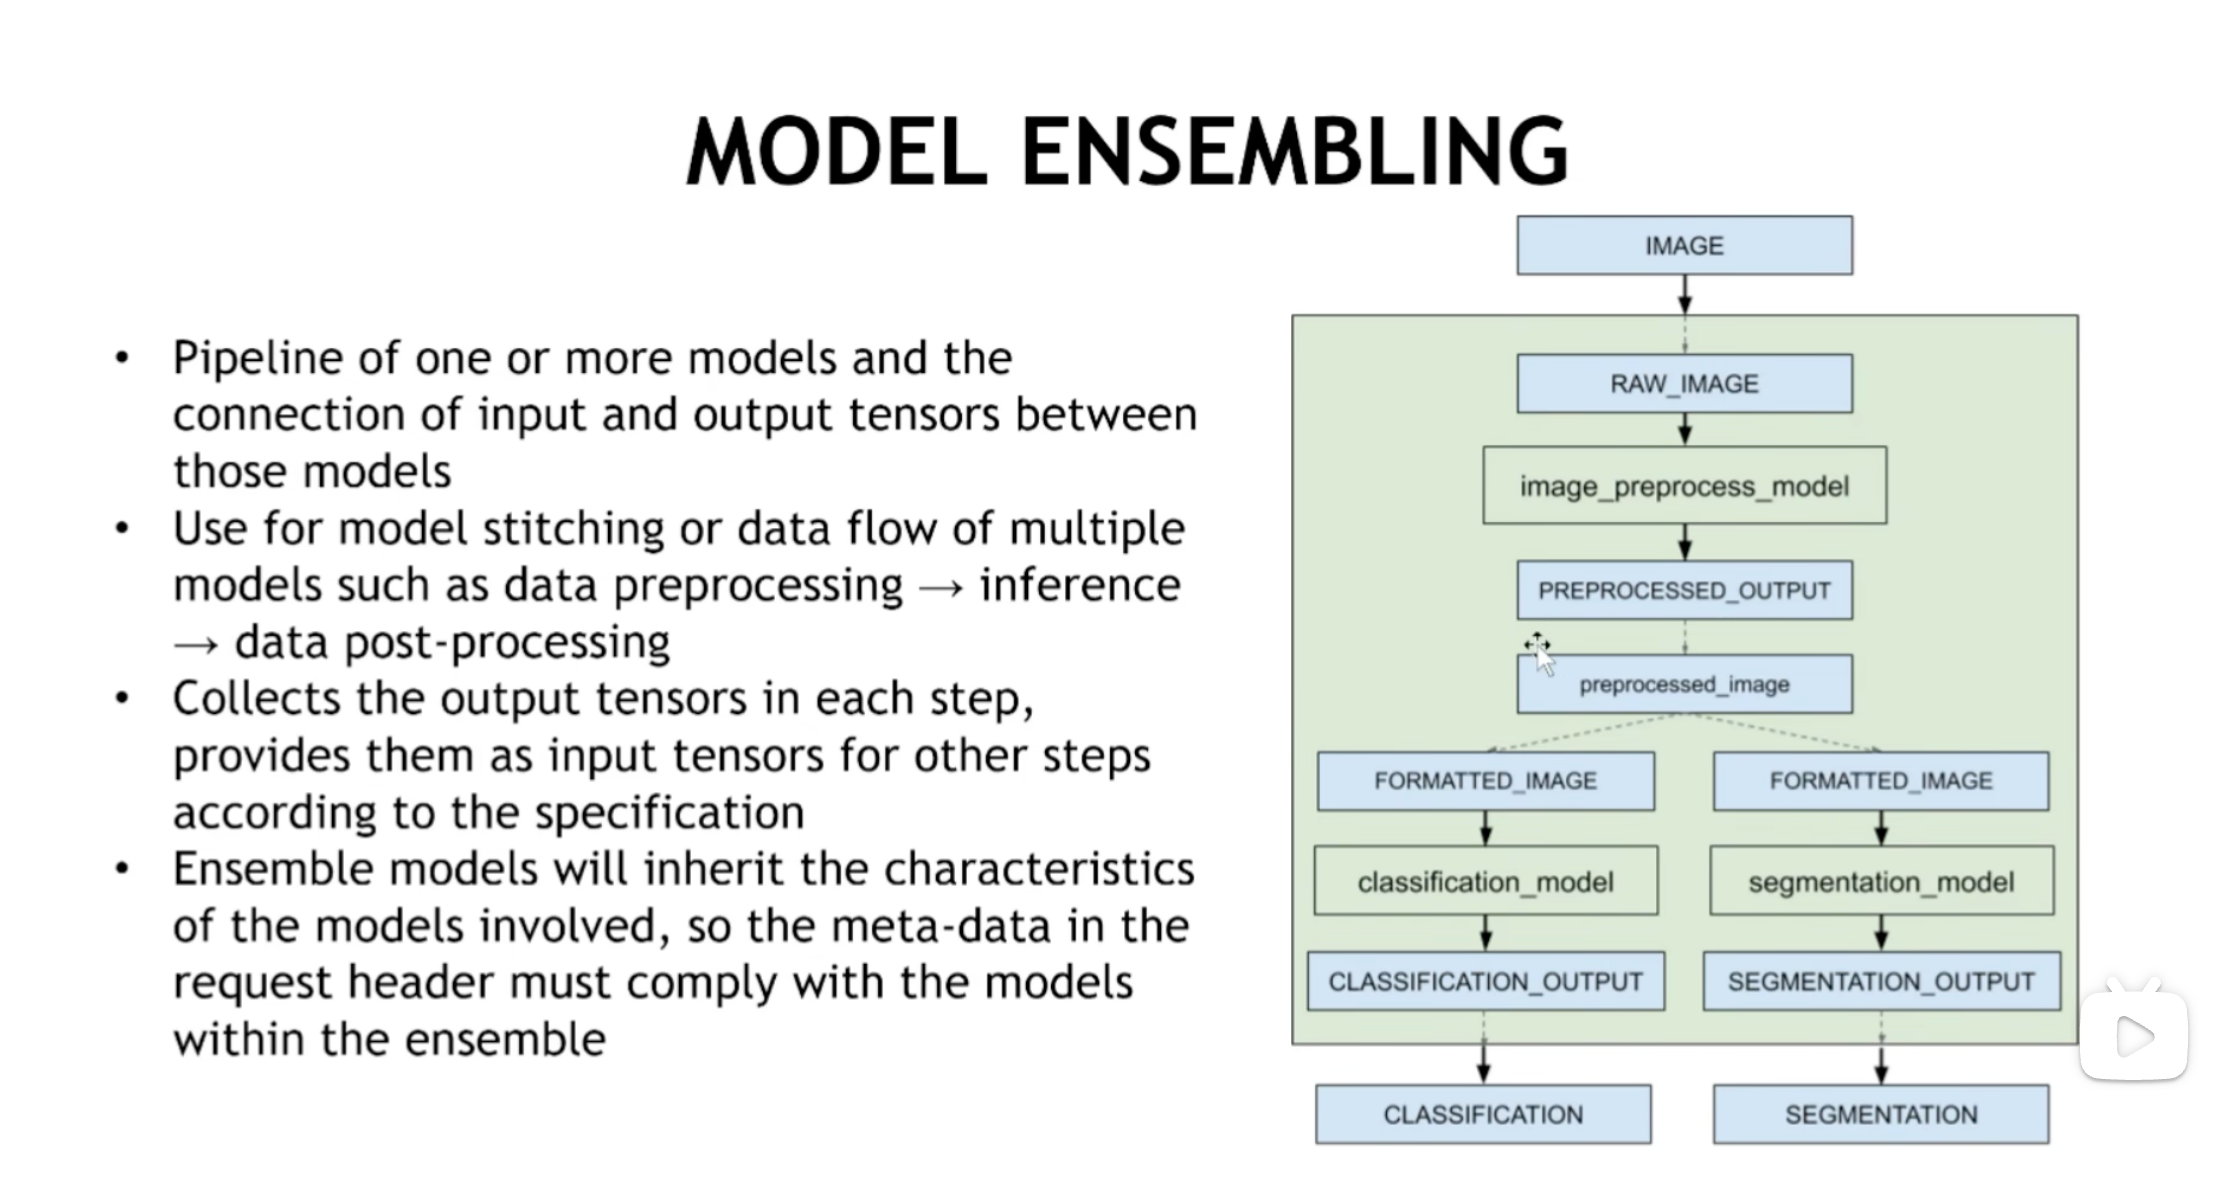 MODEL ENSEMBLING
• Pipeline of one or more models and the
connection of input and output tensors between
those models
• Use for model stitching or data flow of multiple
models such as data preprocessing → inference
→ data post-processing
• Collects the output tensors in each step,
provides them as input tensors for other steps
according to the specification
• Ensemble models will inherit the characteristics
of the models involved, so the meta-data in the
request header must comply with the models
within the ensemble
IMAGE
RAW_IMAGE
image_preprocess_model
PREPROCESSED_OUTPUT
preprocessed_image
FORMATTED_IMAGE
FORMATTED_IMAGE
classification_model
segmentation_model
CLASSIFICATION_OUTPUT
SEGMENTATION_OUTPUT
CLASSIFICATION
SEGMENTATION